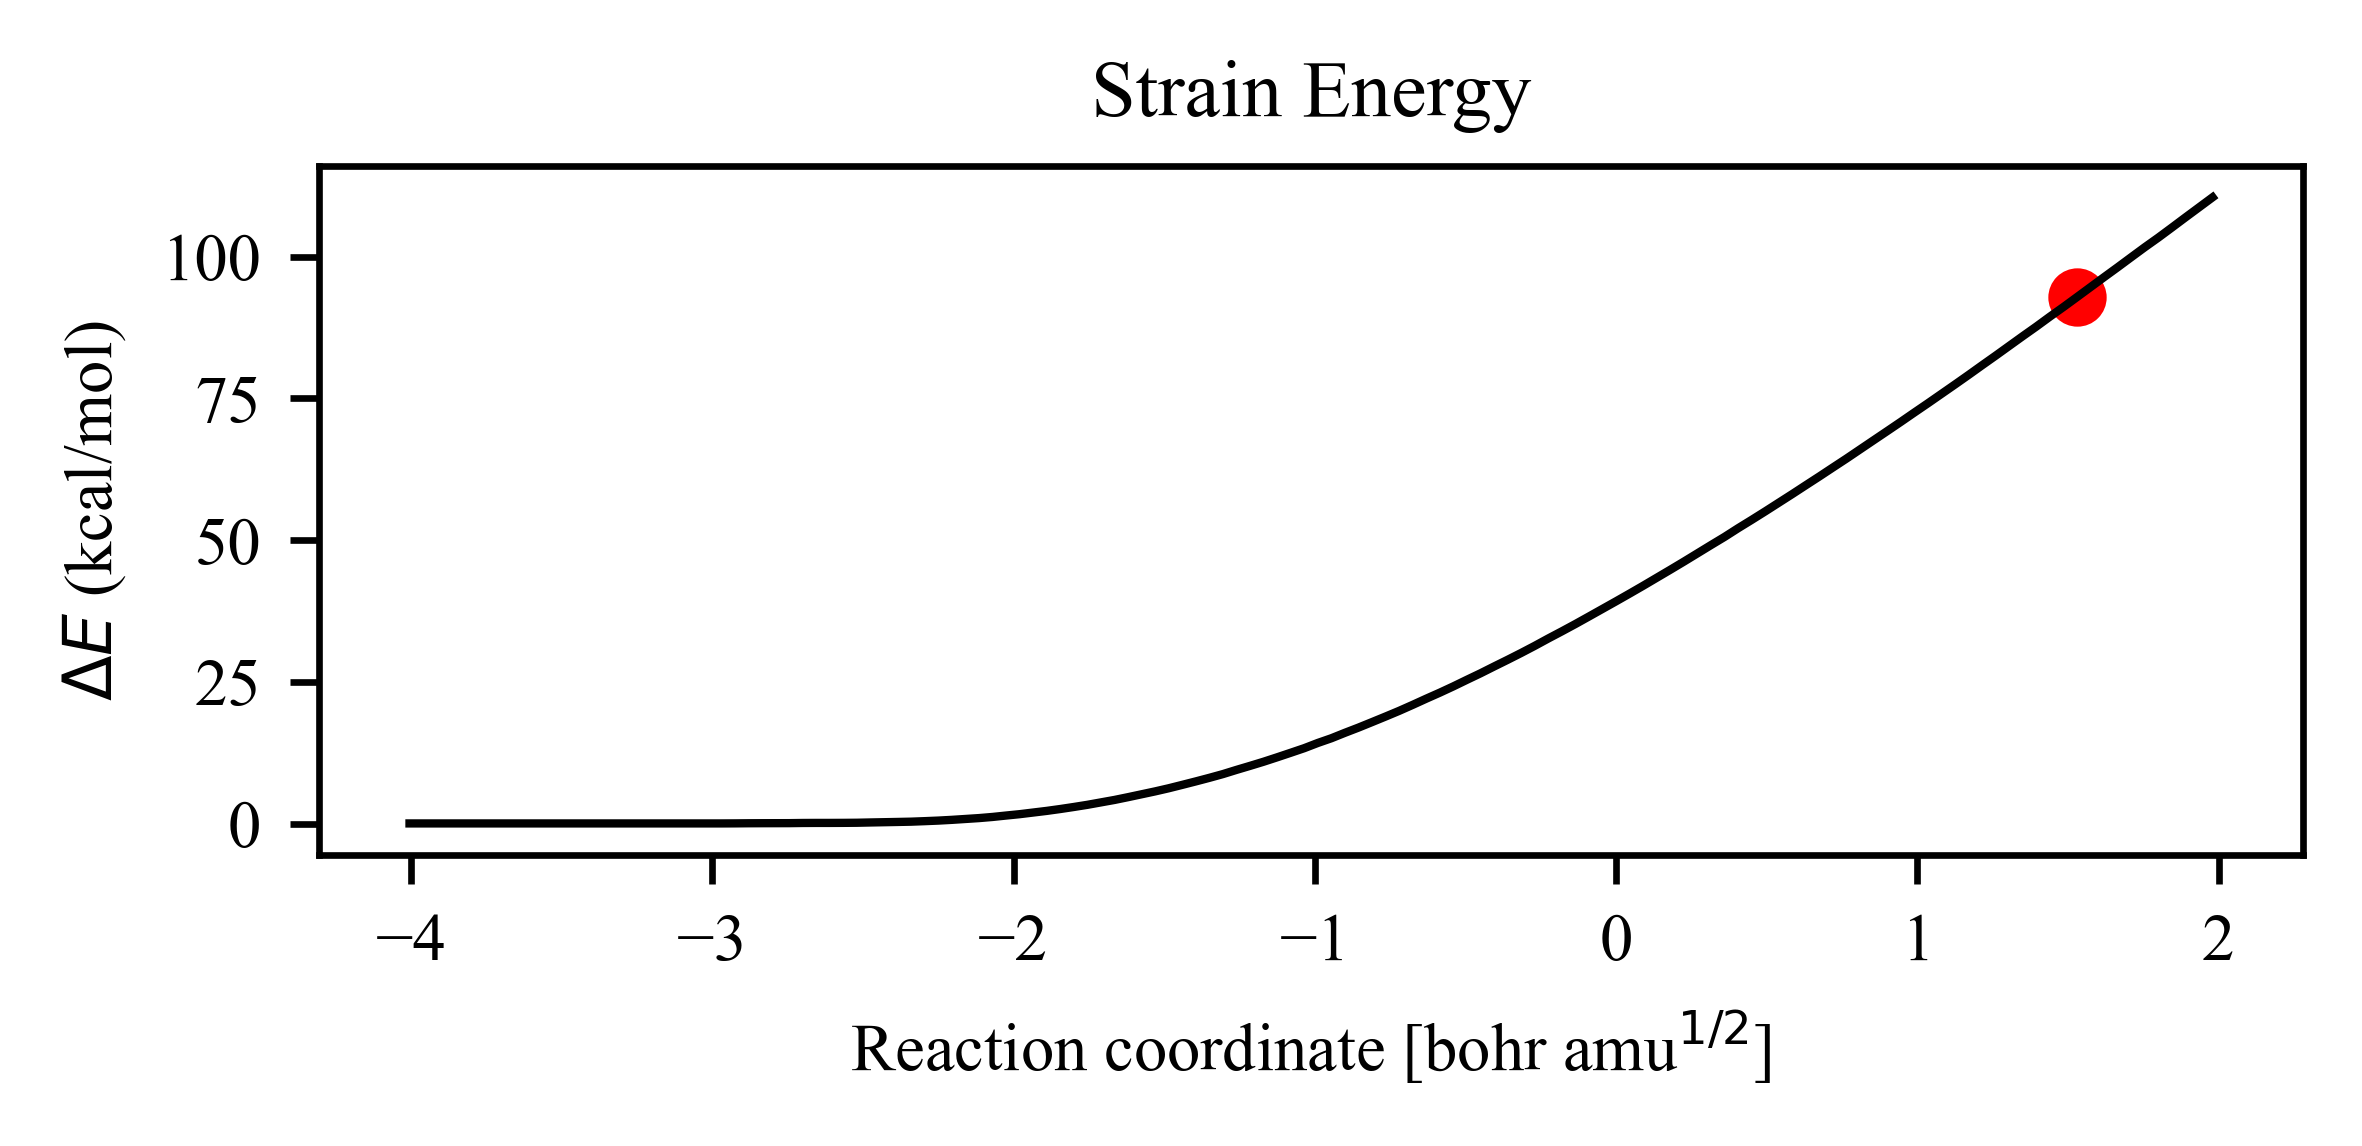 Strain Energy
ΔE (kcal/mol)
100
75
50
25
0
−4 −3 −2 −1 0 1 2
Reaction coordinate [bohr amu^{1/2}]